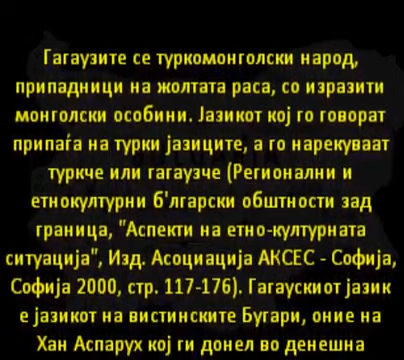 Гагаузите се туркомонголски народ,
припадници на жолтата раса, со изразити
монголски особини. Јазикот кој го говорат
припаѓа на турки јазиците, а го нарекуваат
туркче или гагаузче (Регионални и
етнокултурни б'лгарски обштности зад
граница, "Аспекти на етно-културната
ситуација", Изд. Асоциација АКСЕС - Софија,
Софија 2000, стр. 117-176). Гагаускиот јазик
е јазикот на вистинските Бугари, оние на
Хан Аспарух кој ги донел во денешна